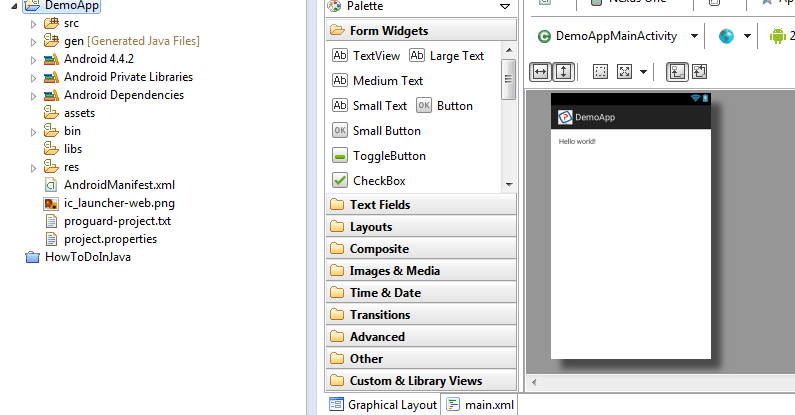 DemoApp
src
gen [Generated Java Files]
Android 4.4.2
Android Private Libraries
Android Dependencies
assets
bin
libs
res
AndroidManifest.xml
ic_launcher-web.png
proguard-project.txt
project.properties
HowToDoInJava
Palette
Form Widgets
Ab TextView Ab Large Text
Ab Medium Text
Ab Small Text OK Button
OK Small Button
ToggleButton
CheckBox
Text Fields
Layouts
Composite
Images & Media
Time & Date
Transitions
Advanced
Other
Custom & Library Views
Graphical Layout main.xml
Nexus One
C DemoAppMainActivity 2
DemoApp
Hello world!